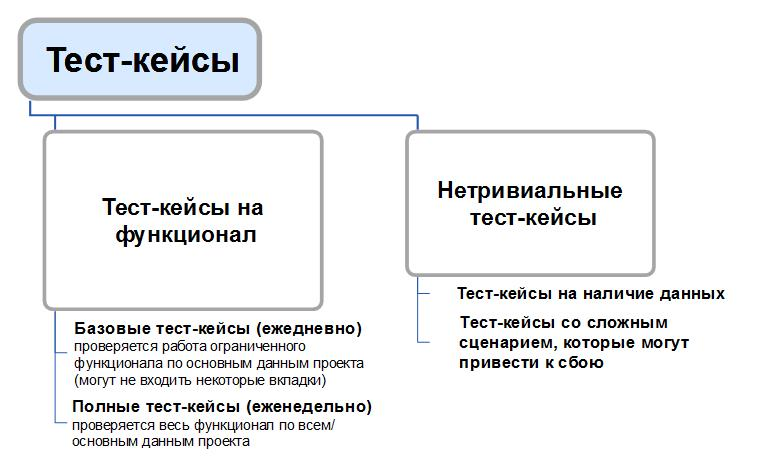 Тест-кейсы
Тест-кейсы на
функционал
Базовые тест-кейсы (ежедневно)
проверяется работа ограниченного
функционала по основным данным проекта
(могут не входить некоторые вкладки)
Полные тест-кейсы (еженедельно)
проверяется весь функционал по всем/
основным данным проекта
Нетривиальные
тест-кейсы
Тест-кейсы на наличие данных
Тест-кейсы со сложным
сценарием, которые могут
привести к сбою